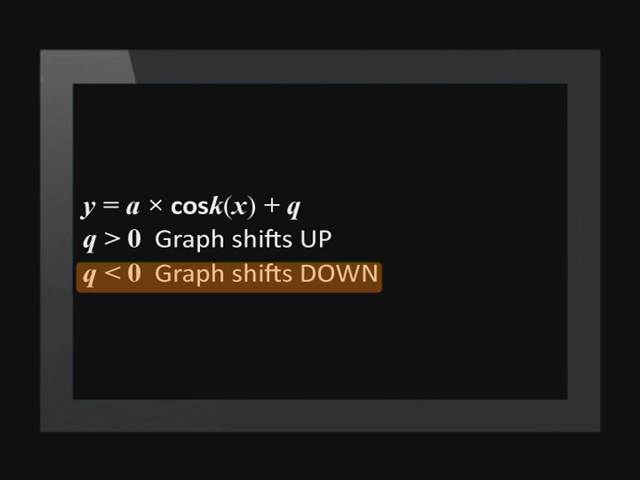 y = a × cosk(x) + q
q > 0 Graph shifts UP
q < 0 Graph shifts DOWN